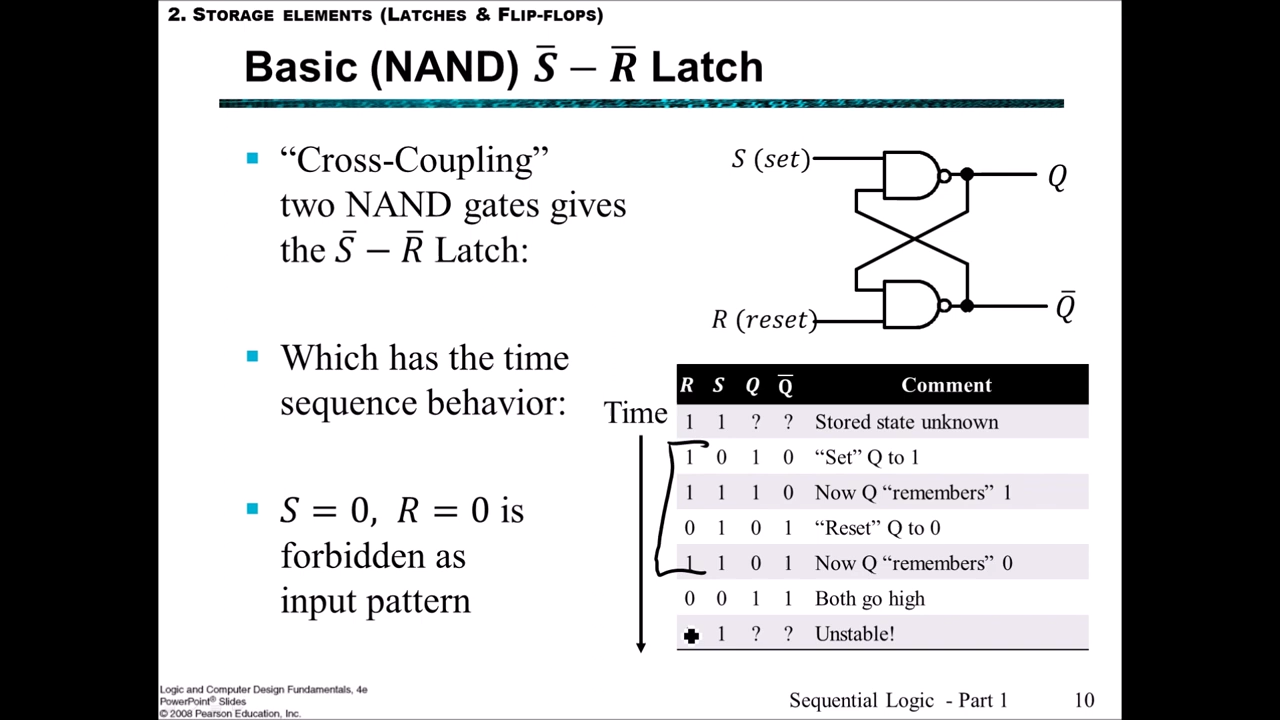 2. STORAGE ELEMENTS (LATCHES & FLIP-FLOPS)
Basic (NAND) S̄ – R̄ Latch
▪ “Cross-Coupling”
two NAND gates gives
the S̄ – R̄ Latch:
▪ Which has the time
sequence behavior:
▪ S = 0, R = 0 is
forbidden as
input pattern
S (set)
Q
R (reset)
Q̄
Time
R S Q Q̄ Comment
1 1 ? ? Stored state unknown
1 0 1 0 “Set” Q to 1
1 1 1 0 Now Q “remembers” 1
0 1 0 1 “Reset” Q to 0
1 1 0 1 Now Q “remembers” 0
0 0 1 1 Both go high
1 ? ? Unstable!
Logic and Computer Design Fundamentals, 4e
PowerPoint® Slides
© 2008 Pearson Education, Inc.
Sequential Logic - Part 1 10